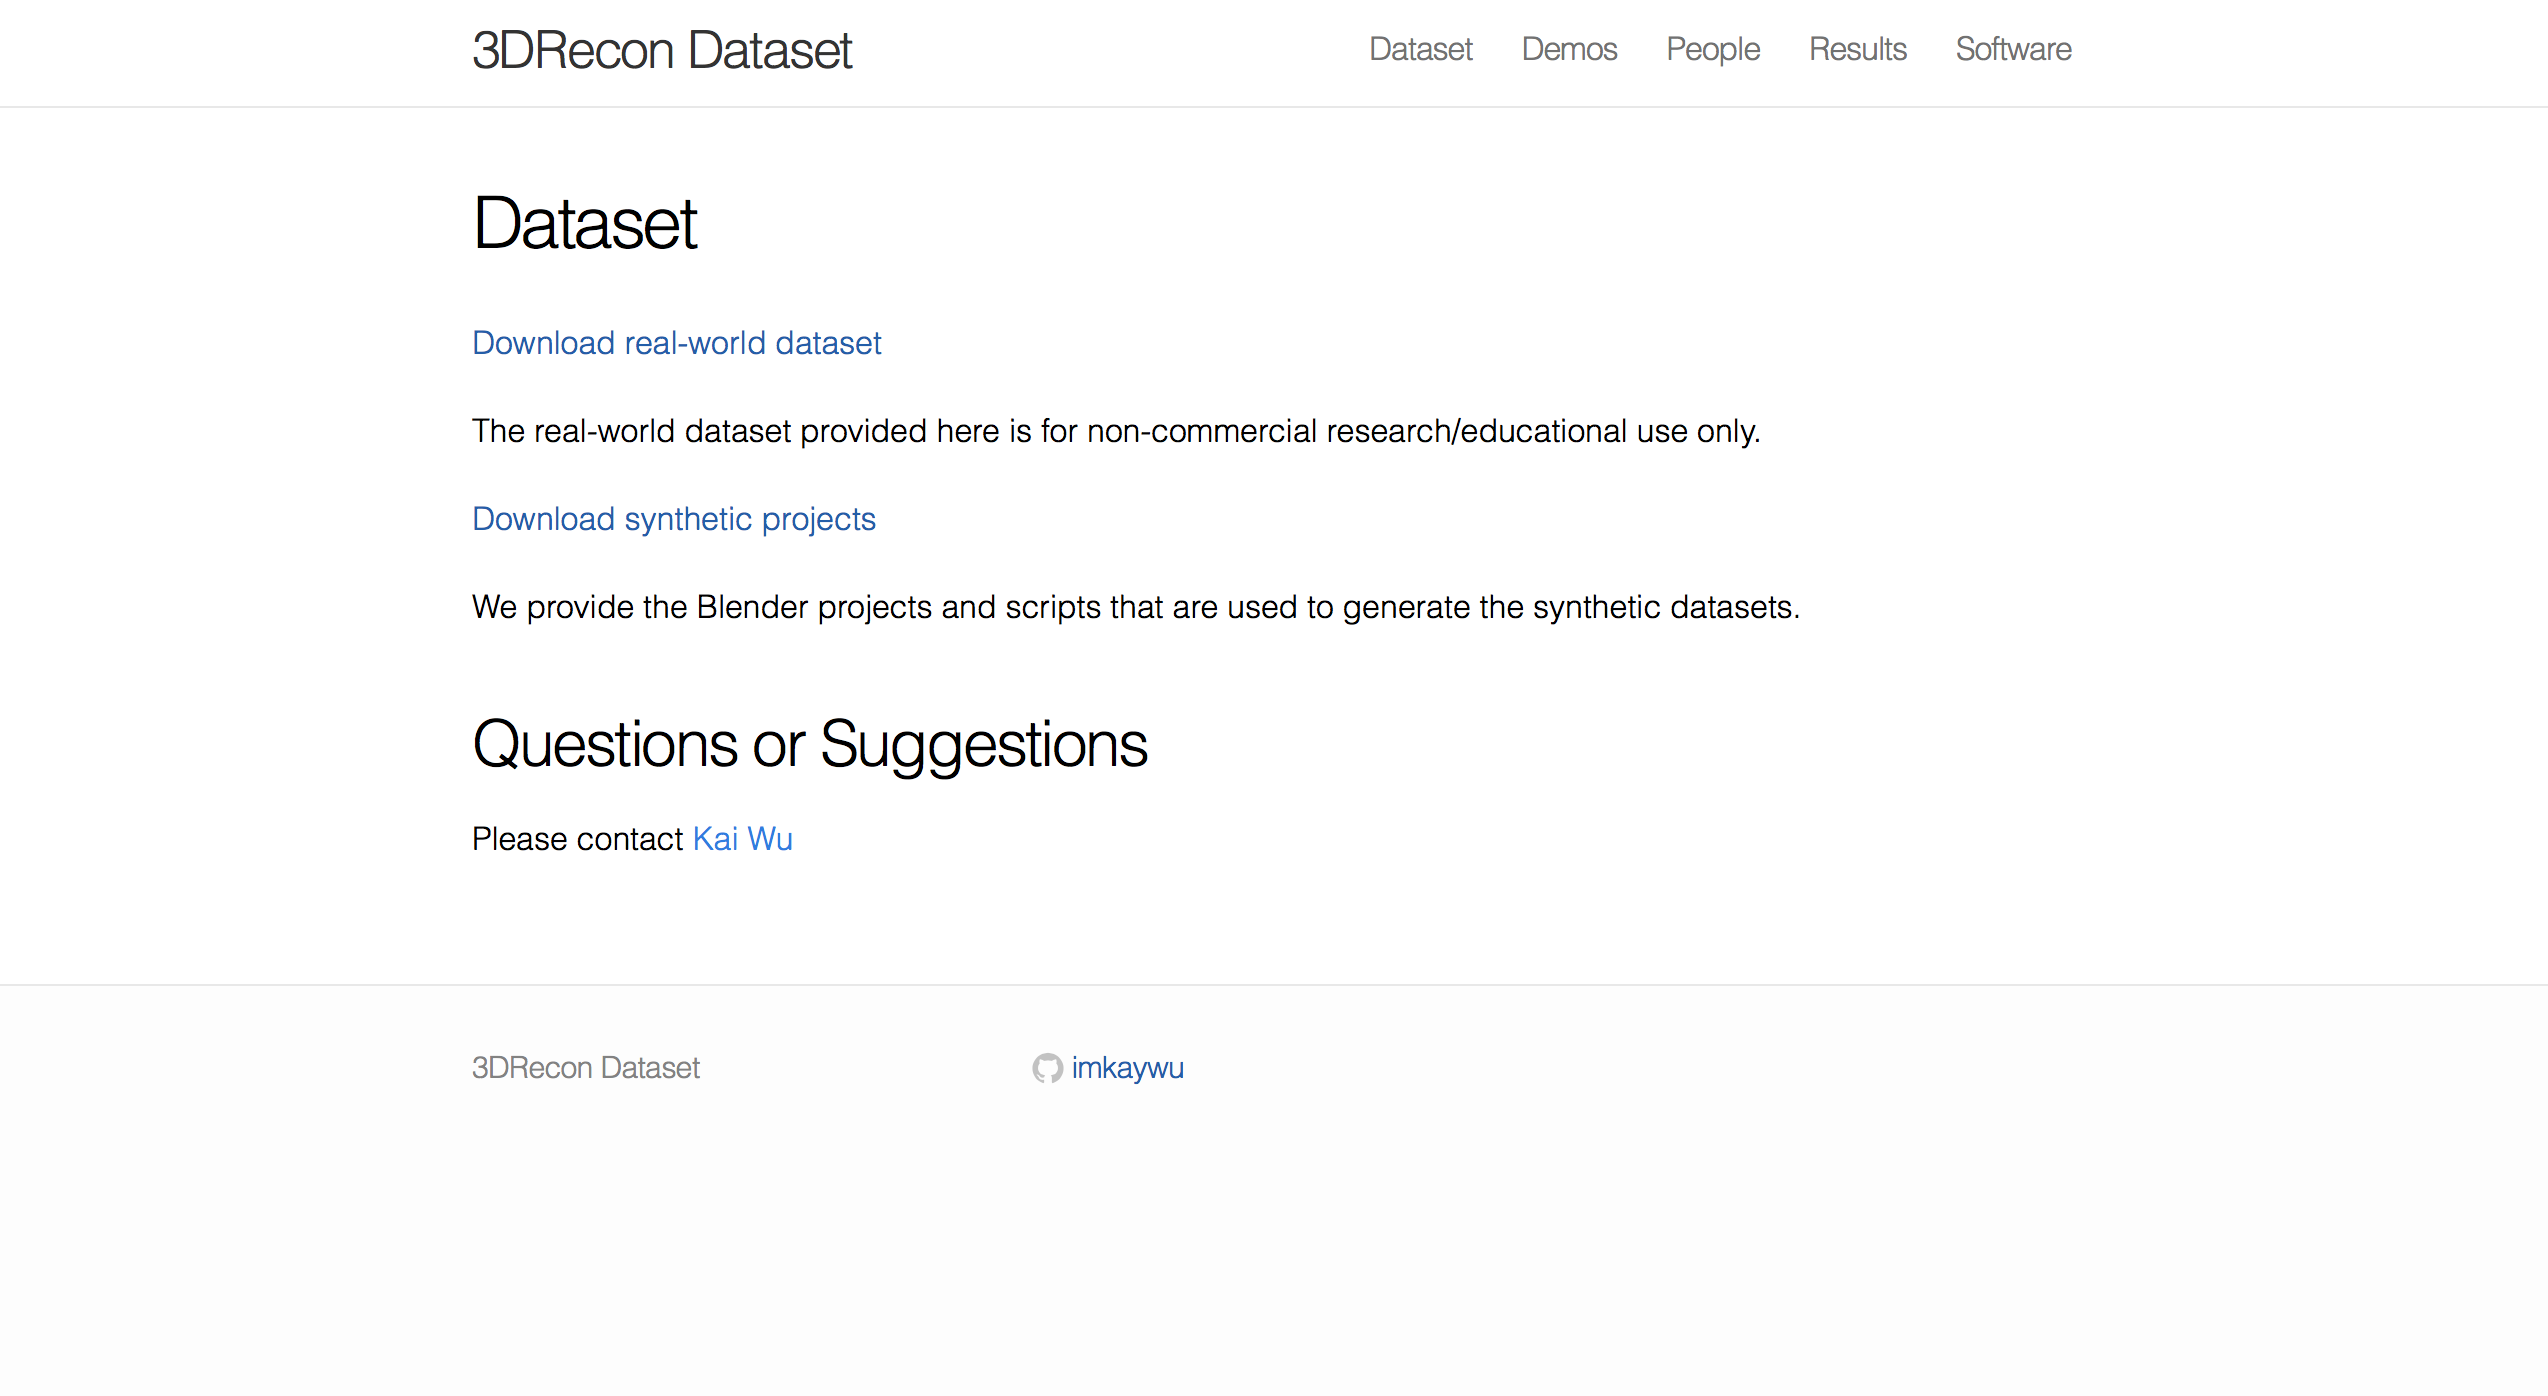 3DRecon Dataset
Dataset Demos People Results Software
Dataset
Download real-world dataset
The real-world dataset provided here is for non-commercial research/educational use only.
Download synthetic projects
We provide the Blender projects and scripts that are used to generate the synthetic datasets.
Questions or Suggestions
Please contact Kai Wu
3DRecon Dataset
imkaywu